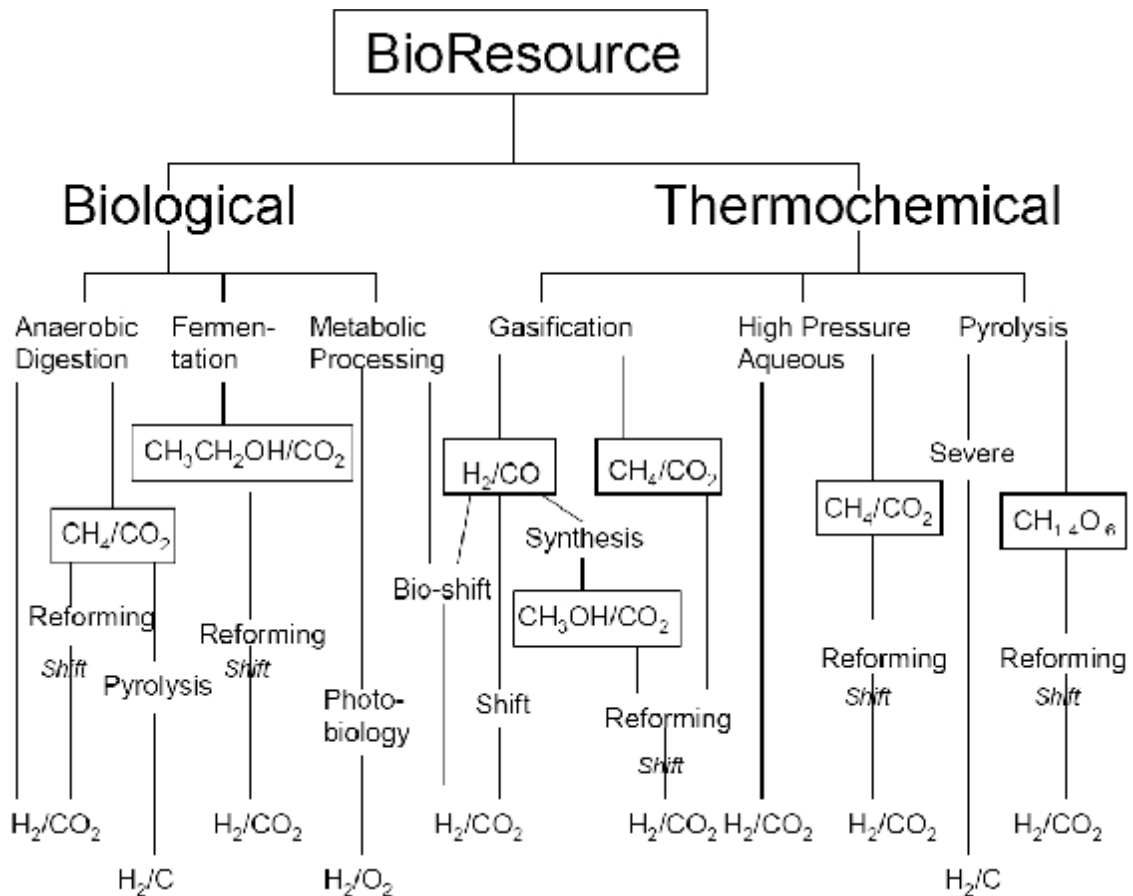 BioResource
Biological
Thermochemical
Anaerobic
Digestion
Fermen-
tation
Metabolic
Processing
Gasification
High Pressure
Aqueous
Pyrolysis
CH₃CH₂OH/CO₂
H₂/CO
CH₄/CO₂
Severe
CH₄/CO₂
CH₄/CO₂
CH₁.₄O.₆
Synthesis
Bio-shift
CH₃OH/CO₂
Reforming
Shift
Pyrolysis
Reforming
Shift
Photo-
biology
Shift
Reforming
Shift
Reforming
Shift
Reforming
Shift
H₂/CO₂
H₂/CO₂
H₂/CO₂
H₂/CO₂
H₂/CO₂
H₂/CO₂
H₂/CO₂
H₂/C
H₂/O₂
H₂/C